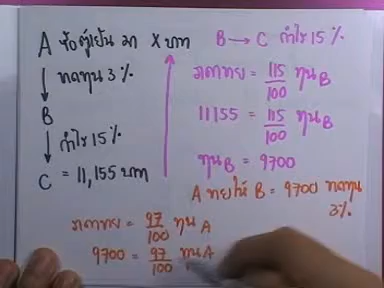 A ซื้อตู้เย็น มา X บาท
ขาดทุน 3 %
B
กำไร 15 %
C = 11,155 บาท
B → C กำไร 15 %
ราคาขาย = 115/100 ทุน B
11155 = 115/100 ทุน B
ทุน B = 9700
A ขายให้ B = 9700 ขาดทุน
3%
ราคาขาย = 97/100 ทุน A
9700 = 97/100 ทุน A